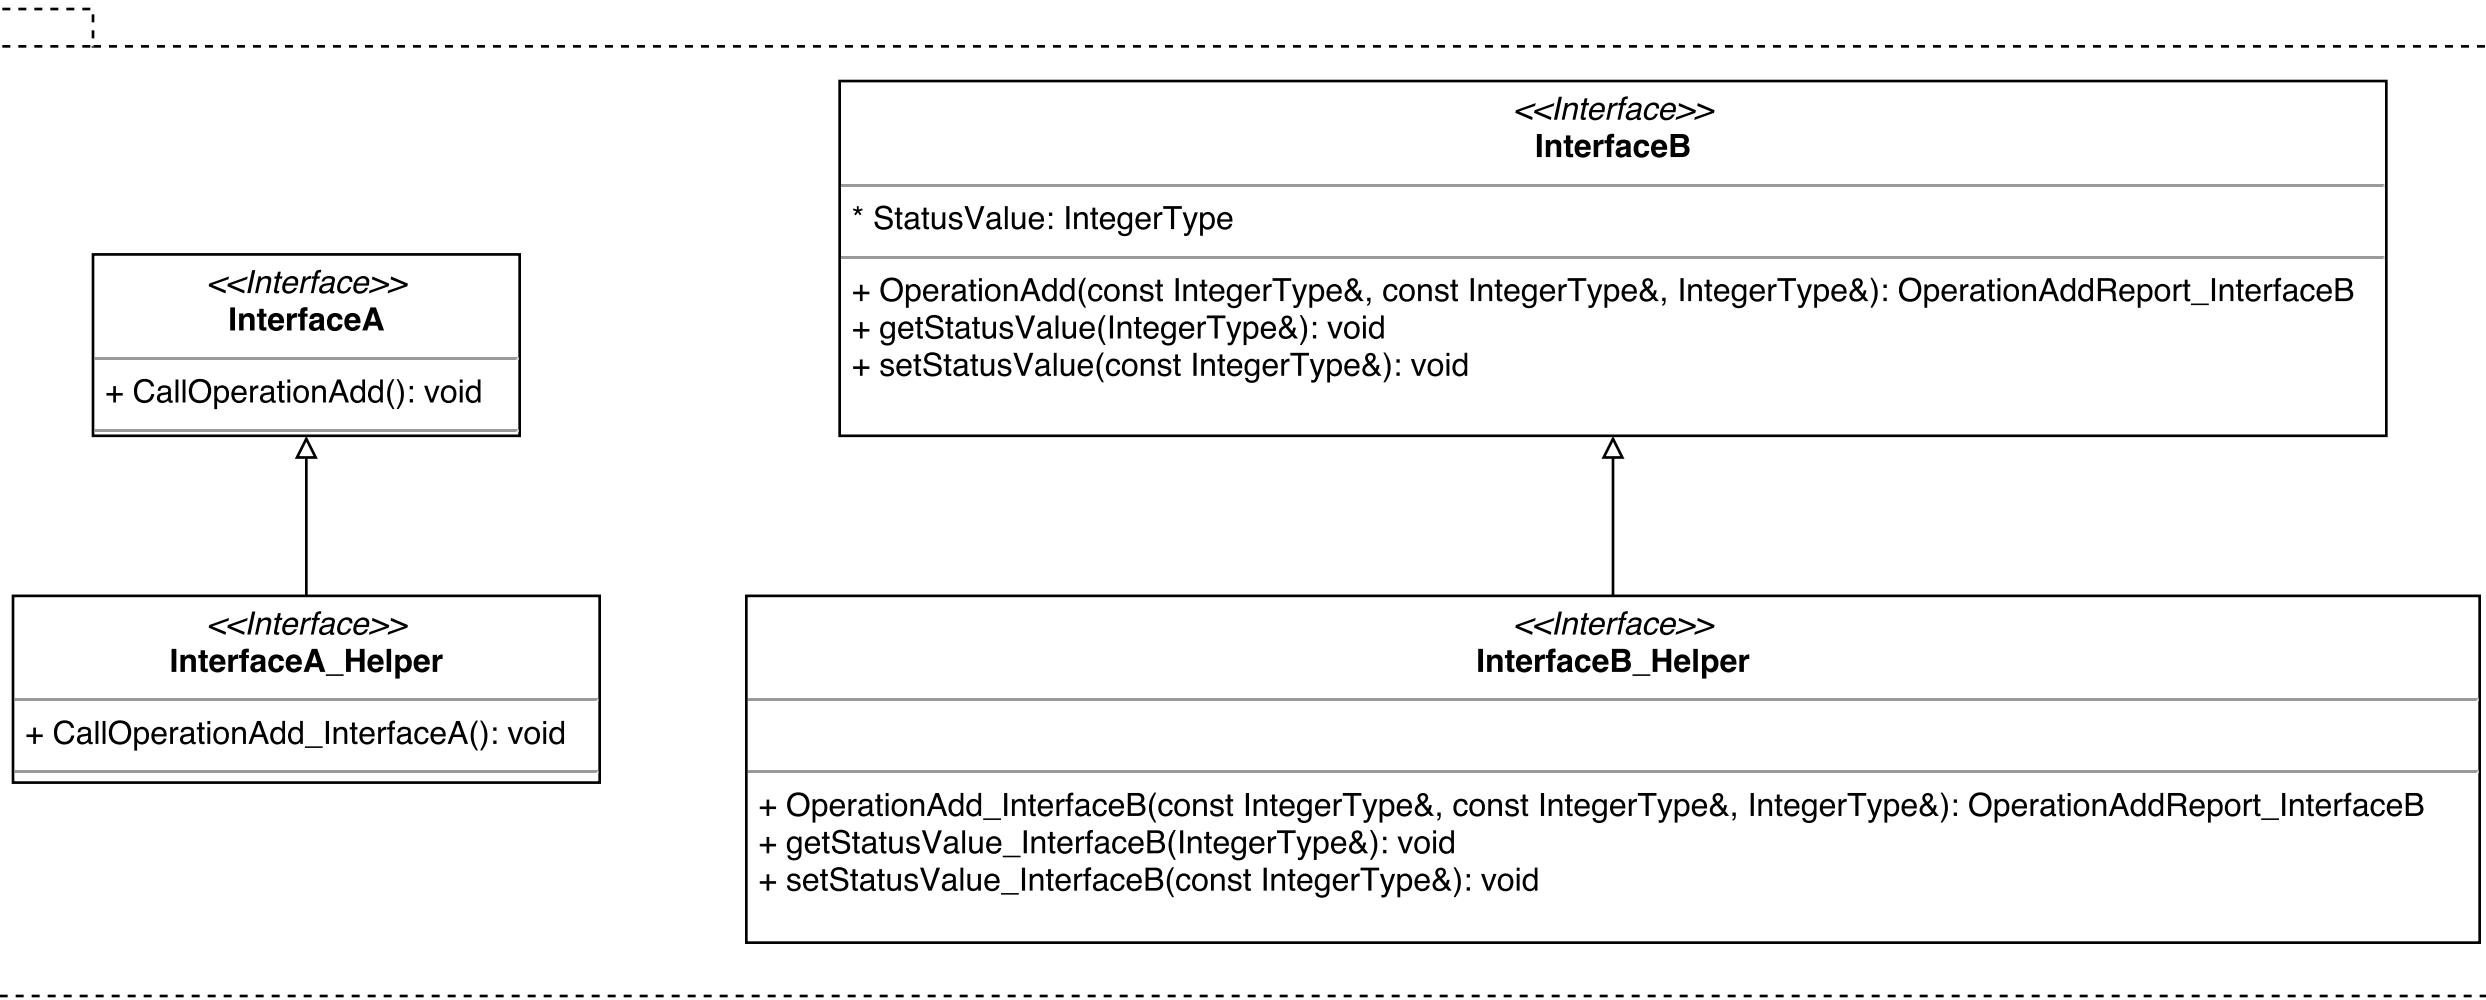 <<Interface>>
InterfaceA
+ CallOperationAdd(): void
<<Interface>>
InterfaceB
* StatusValue: IntegerType
+ OperationAdd(const IntegerType&, const IntegerType&, IntegerType&): OperationAddReport_InterfaceB
+ getStatusValue(IntegerType&): void
+ setStatusValue(const IntegerType&): void
<<Interface>>
InterfaceA_Helper
+ CallOperationAdd_InterfaceA(): void
<<Interface>>
InterfaceB_Helper
+ OperationAdd_InterfaceB(const IntegerType&, const IntegerType&, IntegerType&): OperationAddReport_InterfaceB
+ getStatusValue_InterfaceB(IntegerType&): void
+ setStatusValue_InterfaceB(const IntegerType&): void